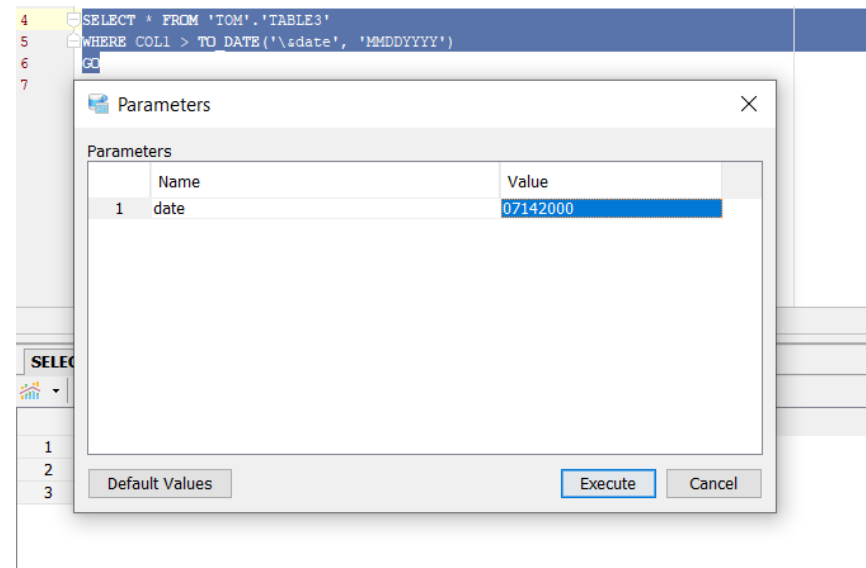 4 SELECT * FROM 'TOM'.'TABLE3'
5 WHERE COL1 > TO_DATE('\&date', 'MMDDYYYY')
6 GO
7
Parameters
Parameters
Name Value
1 date 07142000
SELEC
1
2
3
Default Values Execute Cancel